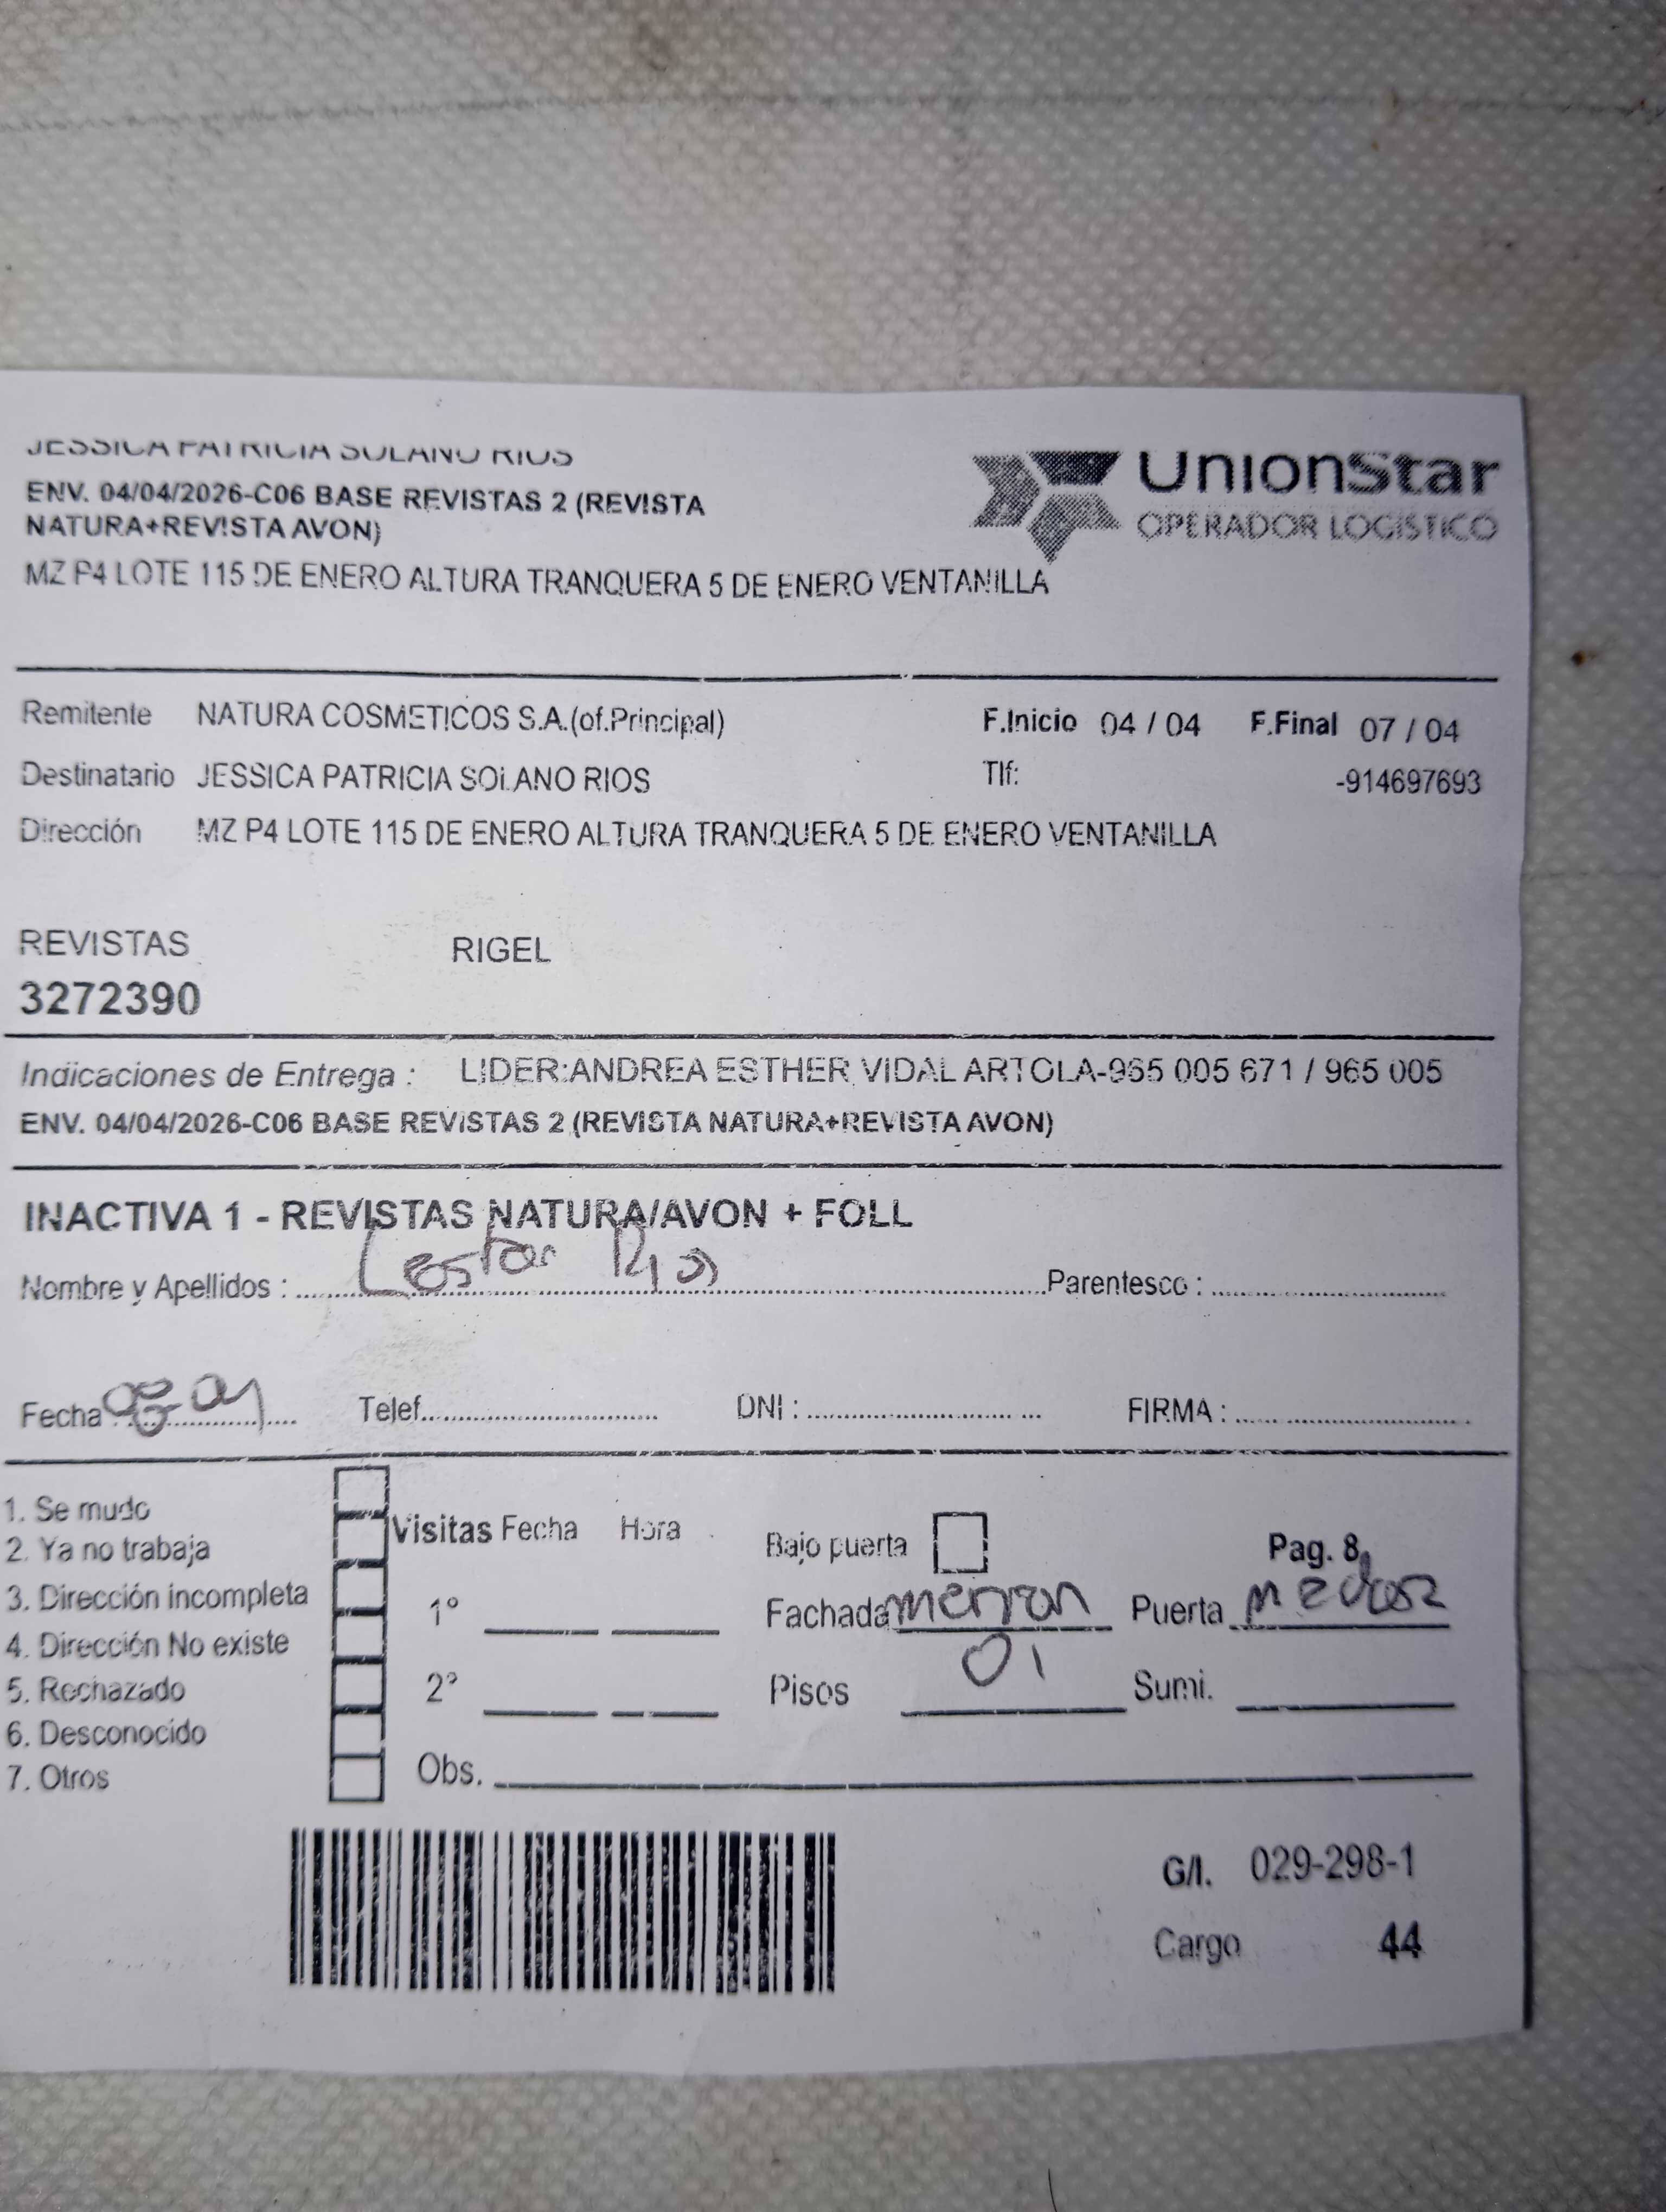 JESSICA PATRICIA SOLANO RIOS
ENV. 04/04/2026-C06 BASE REVISTAS 2 (REVISTA
NATURA+REVISTA AVON)
MZ P4 LOTE 115 DE ENERO ALTURA TRANQUERA 5 DE ENERO VENTANILLA
UnionStar
OPERADOR LOGISTICO
Remitente NATURA COSMETICOS S.A.(of.Principal) F.Inicio 04 / 04 F.Final 07 / 04
Destinatario JESSICA PATRICIA SOLANO RIOS Tlf: -914697693
Dirección MZ P4 LOTE 115 DE ENERO ALTURA TRANQUERA 5 DE ENERO VENTANILLA
REVISTAS RIGEL
3272390
Indicaciones de Entrega : LIDER:ANDREA ESTHER VIDAL ARTOLA-965 005 671 / 965 005
ENV. 04/04/2026-C06 BASE REVISTAS 2 (REVISTA NATURA+REVISTA AVON)
INACTIVA 1 - REVISTAS NATURA/AVON + FOLL
Nombre y Apellidos : Parentesco :
Fecha Telef. DNI : FIRMA :
1. Se mudo
2. Ya no trabaja
3. Dirección incompleta
4. Dirección No existe
5. Rechazado
6. Desconocido
7. Otros
Visitas Fecha Hora
1°
2°
Obs.
Bajo puerta Pag. 8
Fachada Puerta
Pisos 01 Sumi.
G/I. 029-298-1
Cargo 44